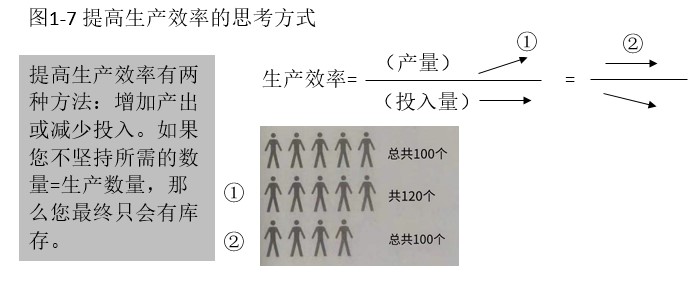 图1-7 提高生产效率的思考方式
提高生产效率有两
种方法：增加产出
或减少投入。如果
您不坚持所需的数
量=生产数量，那
么您最终只会有库
存。
①
②
生产效率=
（产量）
（投入量）
=
①
②
总共100个
共120个
总共100个